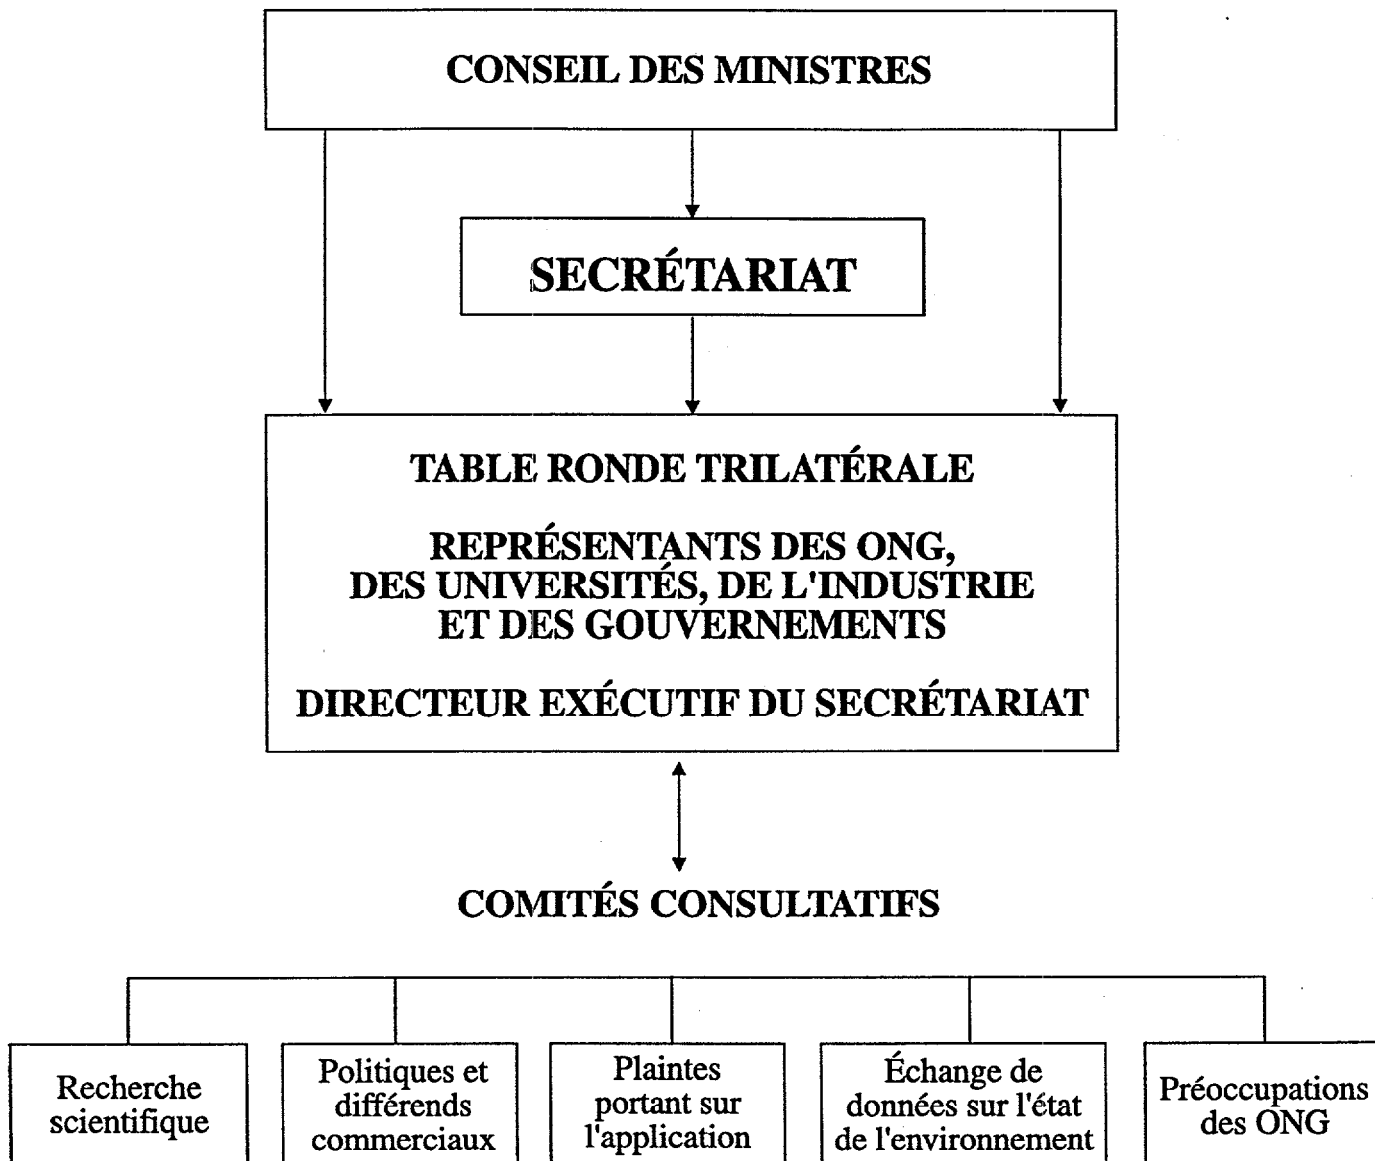 CONSEIL DES MINISTRES
SECRÉTARIAT
TABLE RONDE TRILATÉRALE
REPRÉSENTANTS DES ONG,
DES UNIVERSITÉS, DE L'INDUSTRIE
ET DES GOUVERNEMENTS
DIRECTEUR EXÉCUTIF DU SECRÉTARIAT
COMITÉS CONSULTATIFS
Recherche
scientifique
Politiques et
différends
commerciaux
Plaintes
portant sur
l'application
Échange de
données sur l'état
de l'environnement
Préoccupations
des ONG